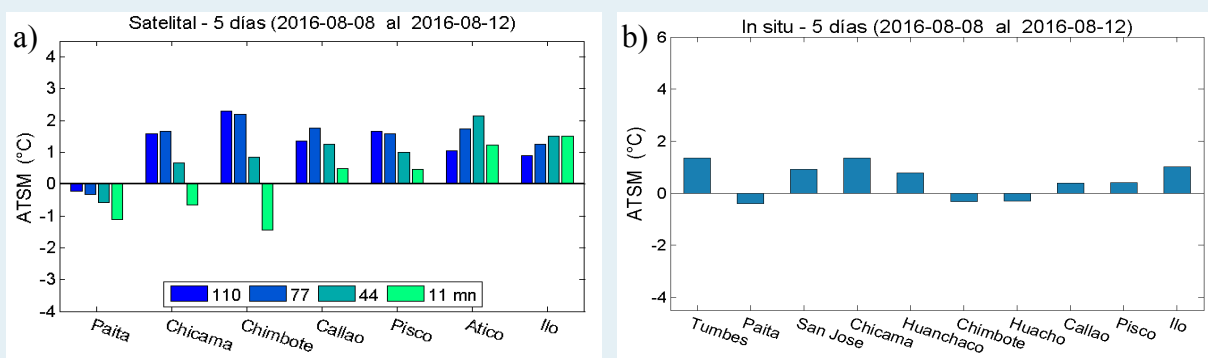 a)
Satelital - 5 días (2016-08-08 al 2016-08-12)
ATSM (°C)
4
3
2
1
0
-1
-2
-3
-4
110 77 44 11 mn
Paita Chicama Chimbote Callao Pisco Atico Ilo
b)
In situ - 5 días (2016-08-08 al 2016-08-12)
ATSM (°C)
6
4
2
0
-2
-4
Tumbes Paita San Jose Chicama Huanchaco Chimbote Huacho Callao Pisco Ilo